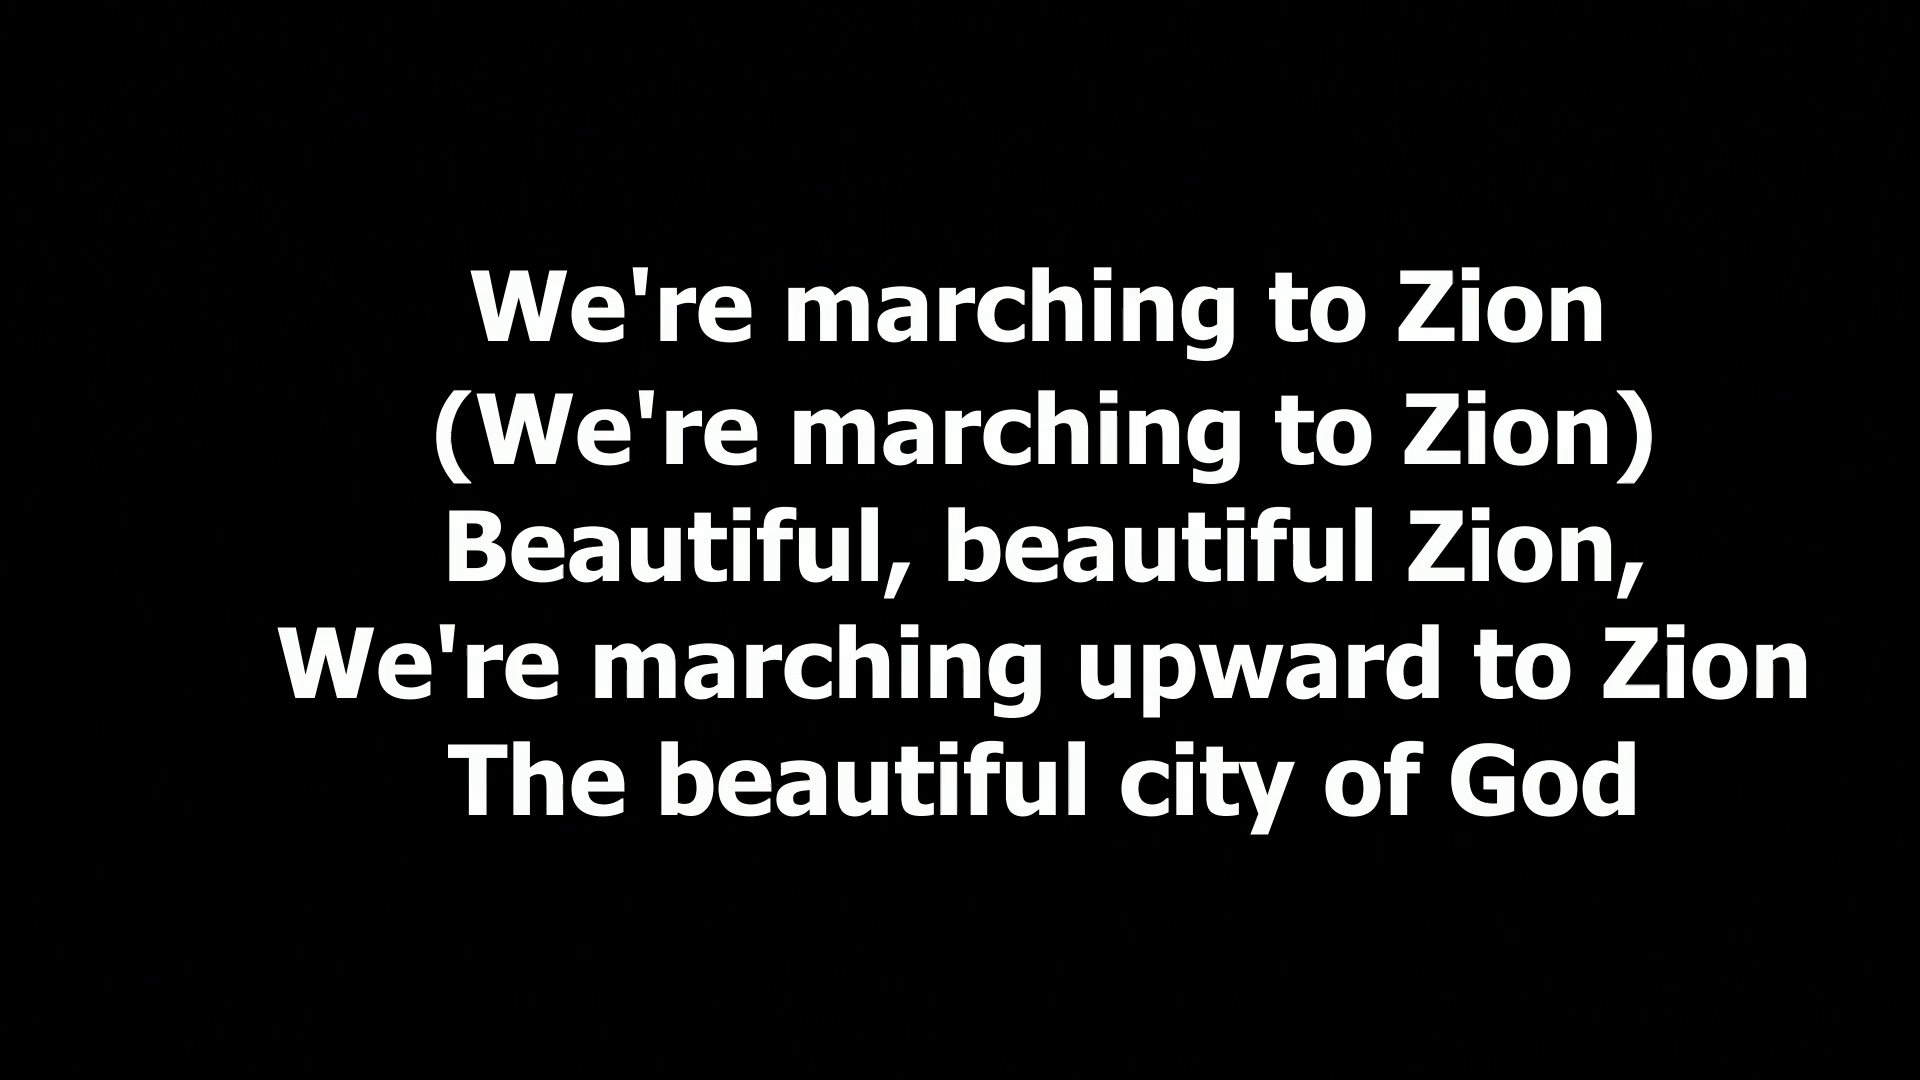 We're marching to Zion
(We're marching to Zion)
Beautiful, beautiful Zion,
We're marching upward to Zion
The beautiful city of God